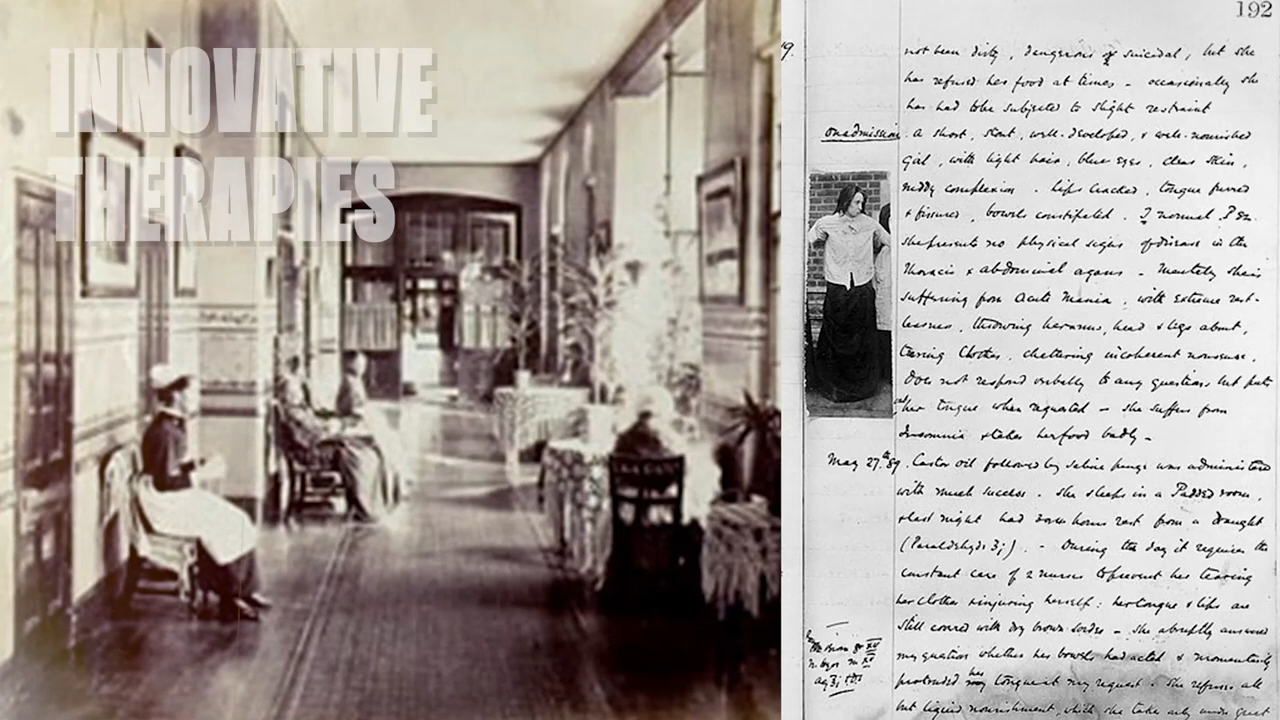 INNOVATIVE
THERAPIES
192
9.
not been dirty, dangerous or suicidal, but she
has refused her food at times - occasionally she
has had to be subjected to slight restraint
on admission. A short, stout, well-developed, & well-nourished
girl, with light hair, blue eyes, clear skin,
ruddy complexion. Lips cracked, tongue furred
& fissured, bowels constipated. normal.
she presents no physical signs of disease in the
thoracic & abdominal organs - Mentally she is
suffering from Acute Mania, with extreme rest-
lessness, throwing her arms, head & legs about,
tearing clothes, chattering incoherent nonsense.
Does not respond verbally to any questions but puts
out her tongue when requested - she suffers from
Insomnia & takes her food badly -
May 27th 89. Castor oil followed by saline purge was administered
with much success. She sleeps in a Padded room,
& last night had hours rest from a draught
(Paraldehyde 3j). - During the day it requires the
constant care of 2 nurses to prevent her tearing
her clothes & injuring herself: her tongue & lips are
still covered with dry brown sordes - She abruptly answered
my question whether her bowels had acted & momentarily
protruded her tongue at my request. She refuses all
but liquid nourishment, which she takes only under great